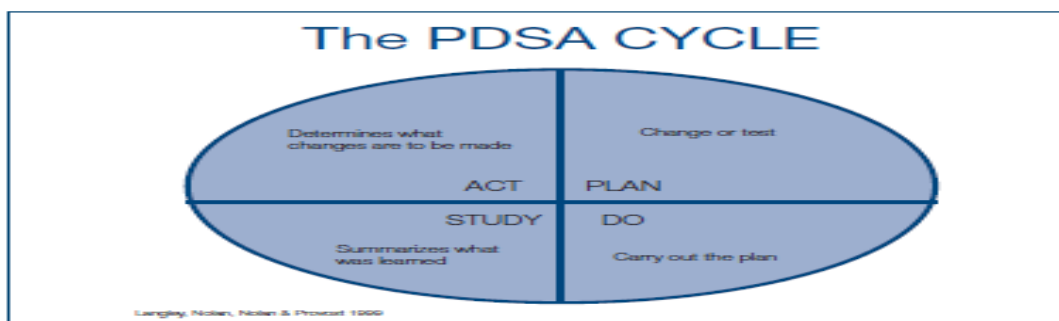 The PDSA CYCLE
Determines what
changes are to be made
Change or test
ACT
PLAN
STUDY
DO
Summarizes what
was learned
Carry out the plan
Langley, Nolan, Nolan & Provost 1999